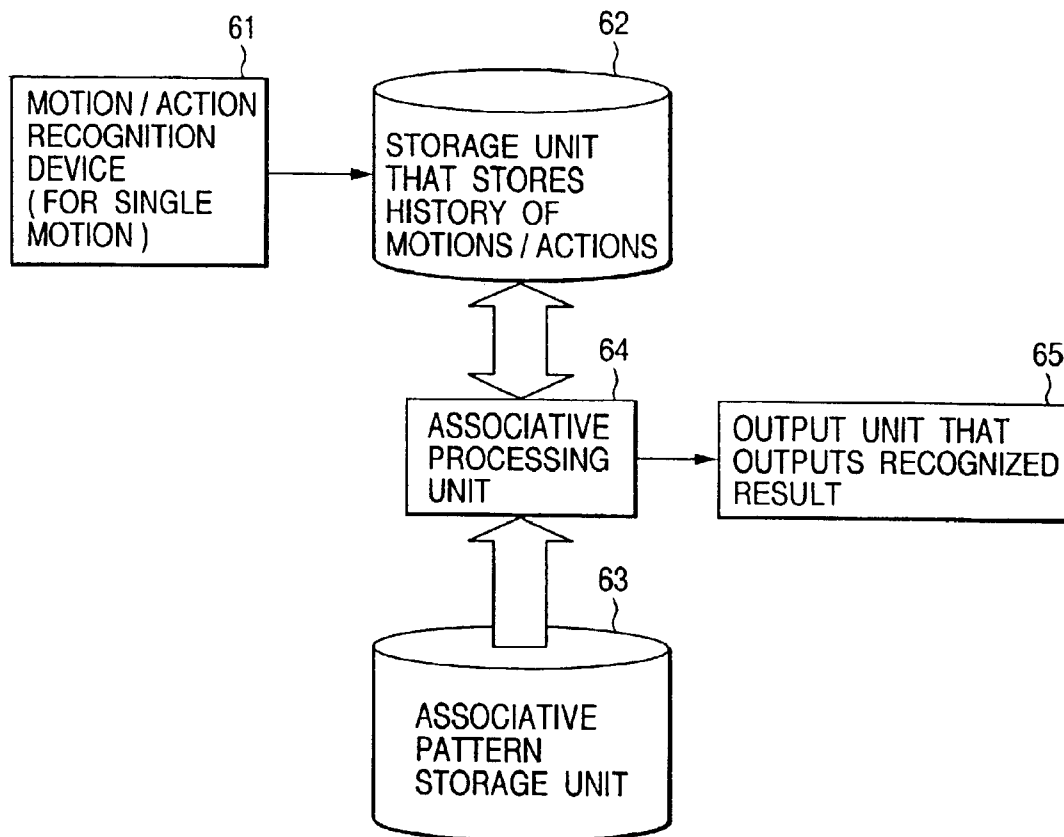 61
MOTION / ACTION
RECOGNITION
DEVICE
( FOR SINGLE
MOTION )
62
STORAGE UNIT
THAT STORES
HISTORY OF
MOTIONS / ACTIONS
64
ASSOCIATIVE
PROCESSING
UNIT
65
OUTPUT UNIT THAT
OUTPUTS RECOGNIZED
RESULT
63
ASSOCIATIVE
PATTERN
STORAGE UNIT